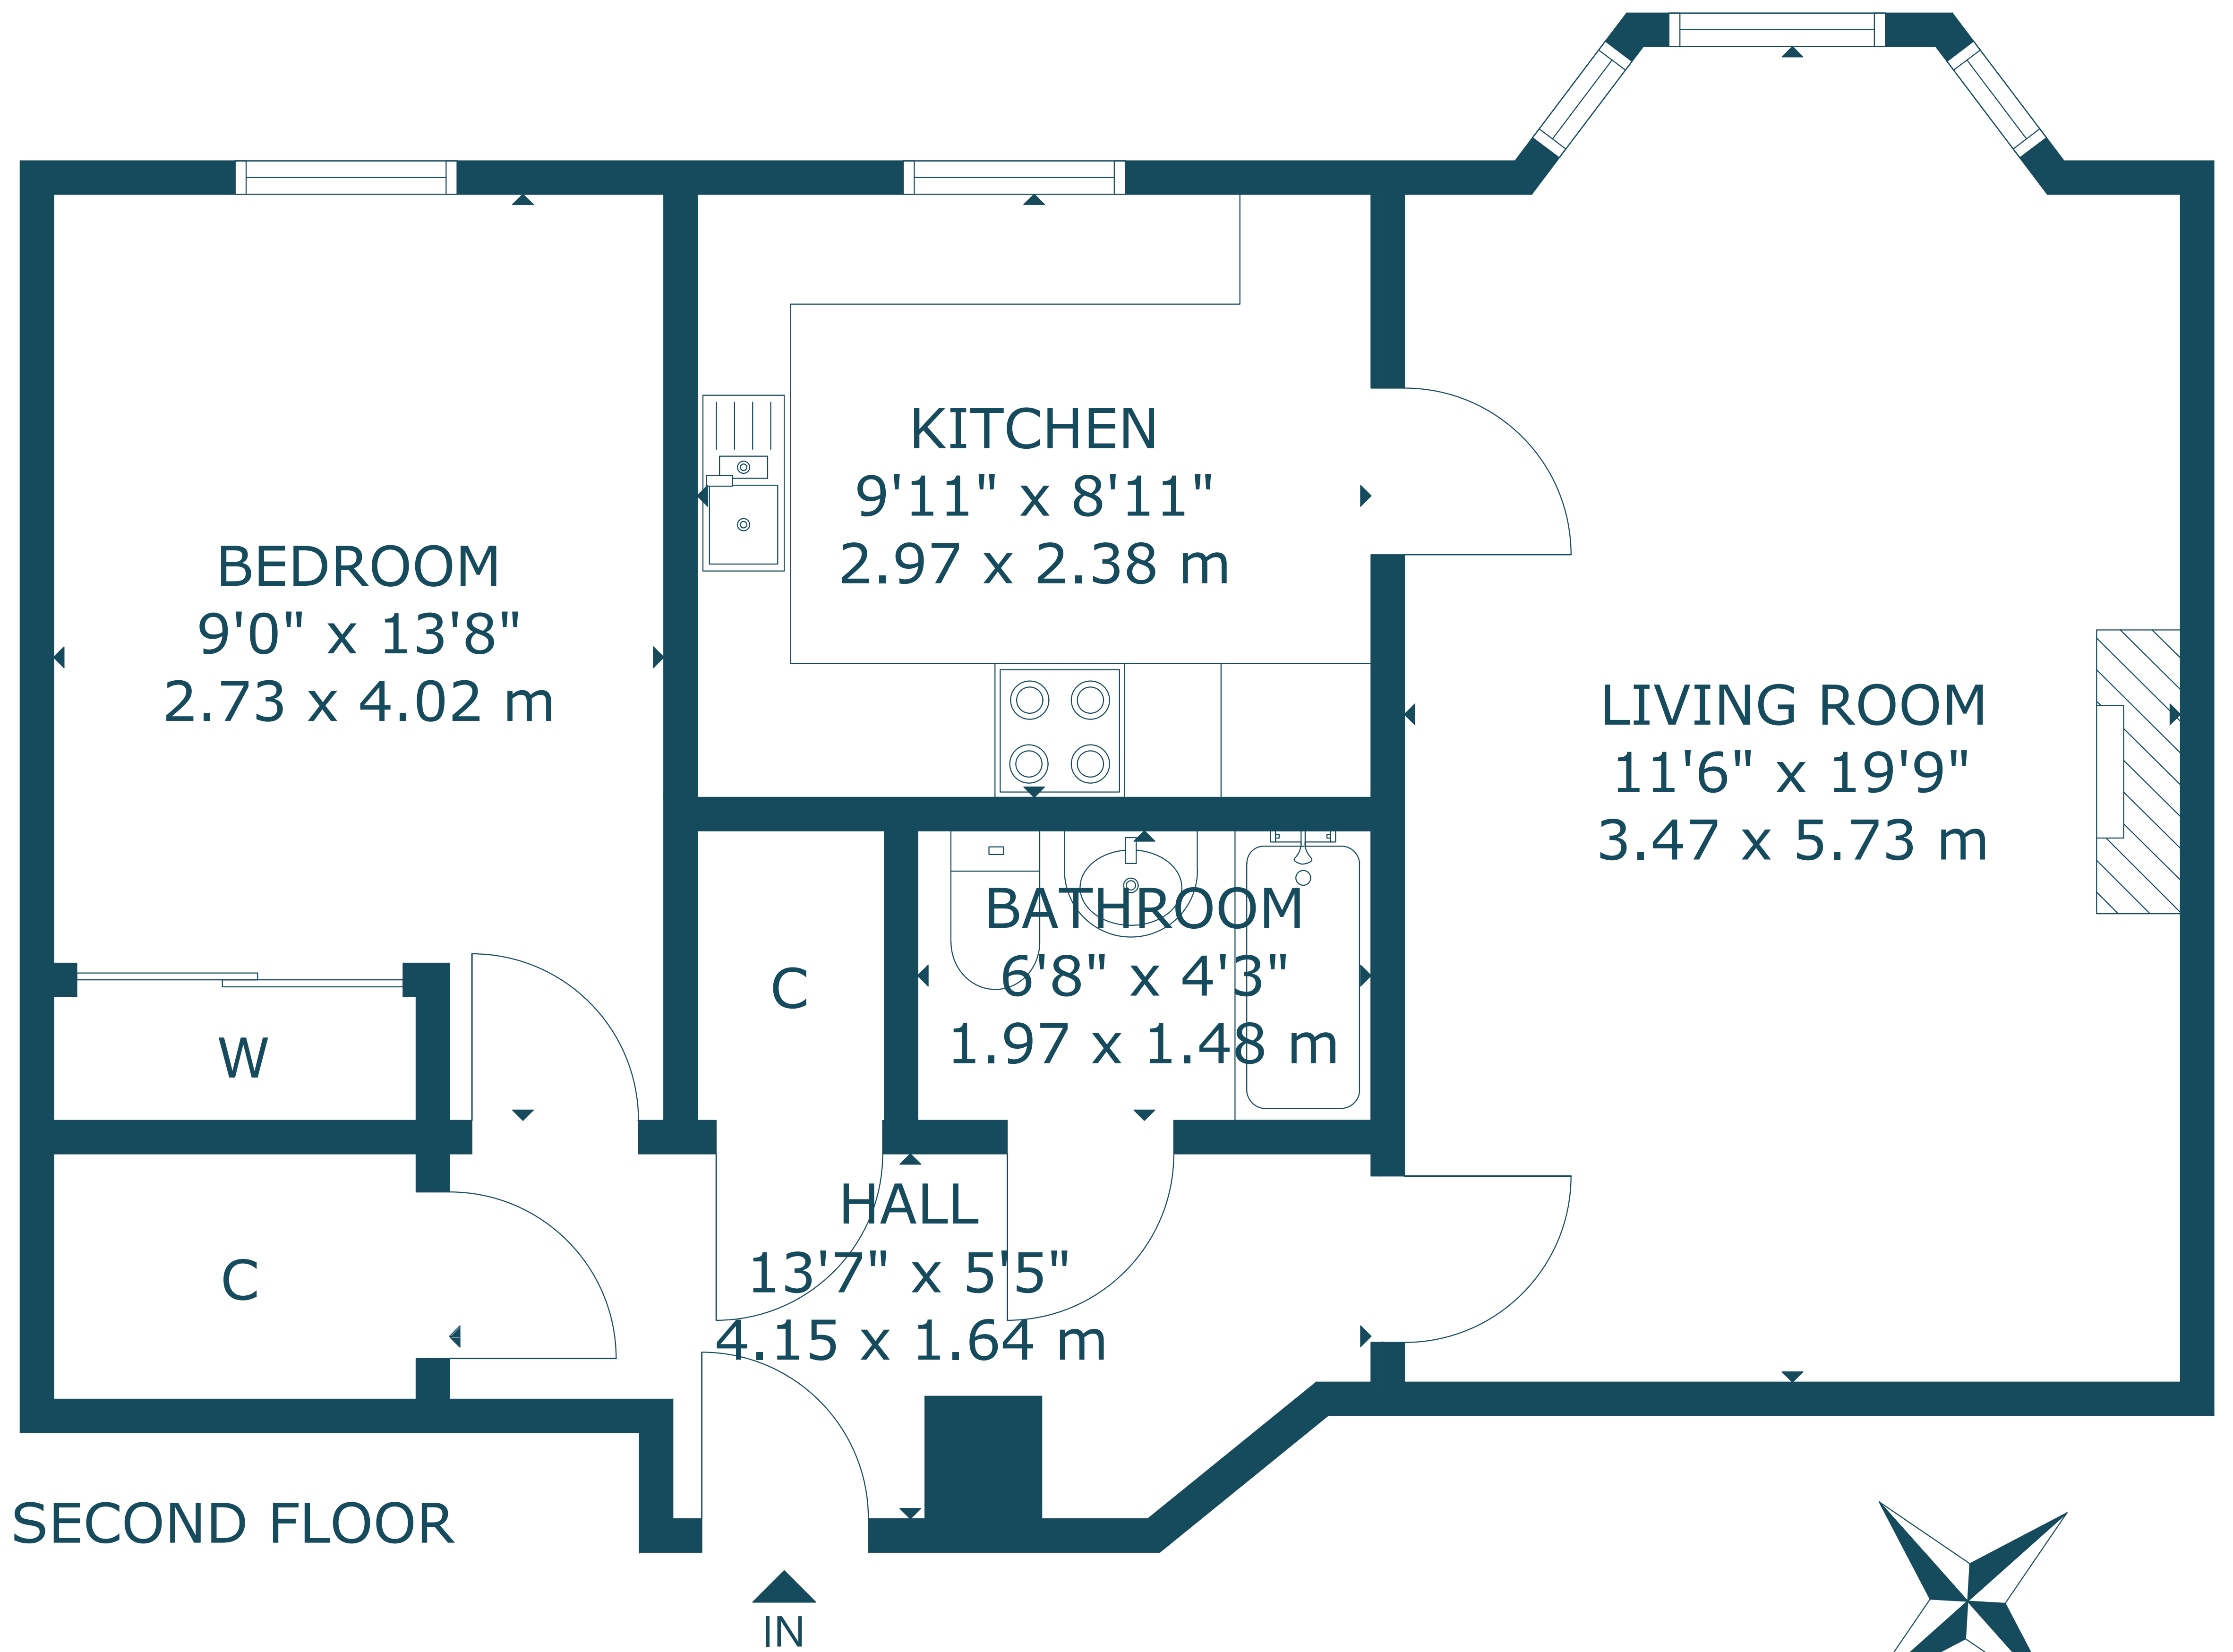 KITCHEN
9'11" x 8'11"
2.97 x 2.38 m
BEDROOM
9'0" x 13'8"
2.73 x 4.02 m
LIVING ROOM
11'6" x 19'9"
3.47 x 5.73 m
BATHROOM
6'8" x 4'3"
1.97 x 1.48 m
C
W
HALL
13'7" x 5'5"
4.15 x 1.64 m
C
SECOND FLOOR
IN